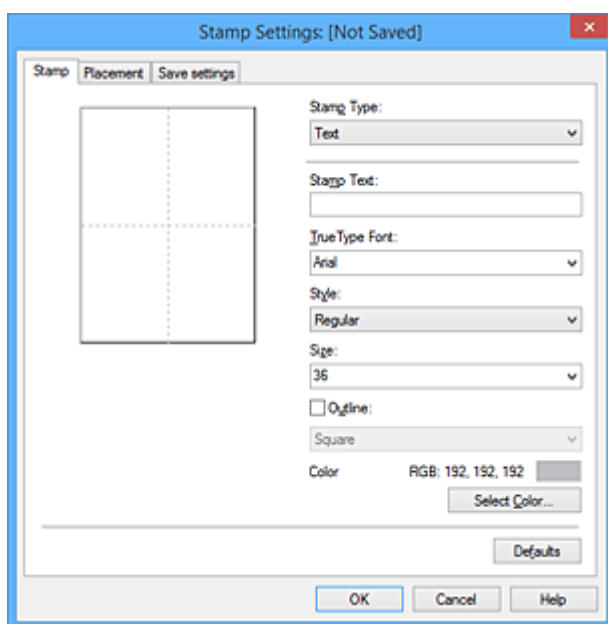 Stamp Settings: [Not Saved]
Stamp Placement Save settings
Stamp Type:
Text
Stamp Text:
TrueType Font:
Arial
Style:
Regular
Size:
36
Outline:
Square
Color RGB: 192, 192, 192
Select Color...
Defaults
OK Cancel Help